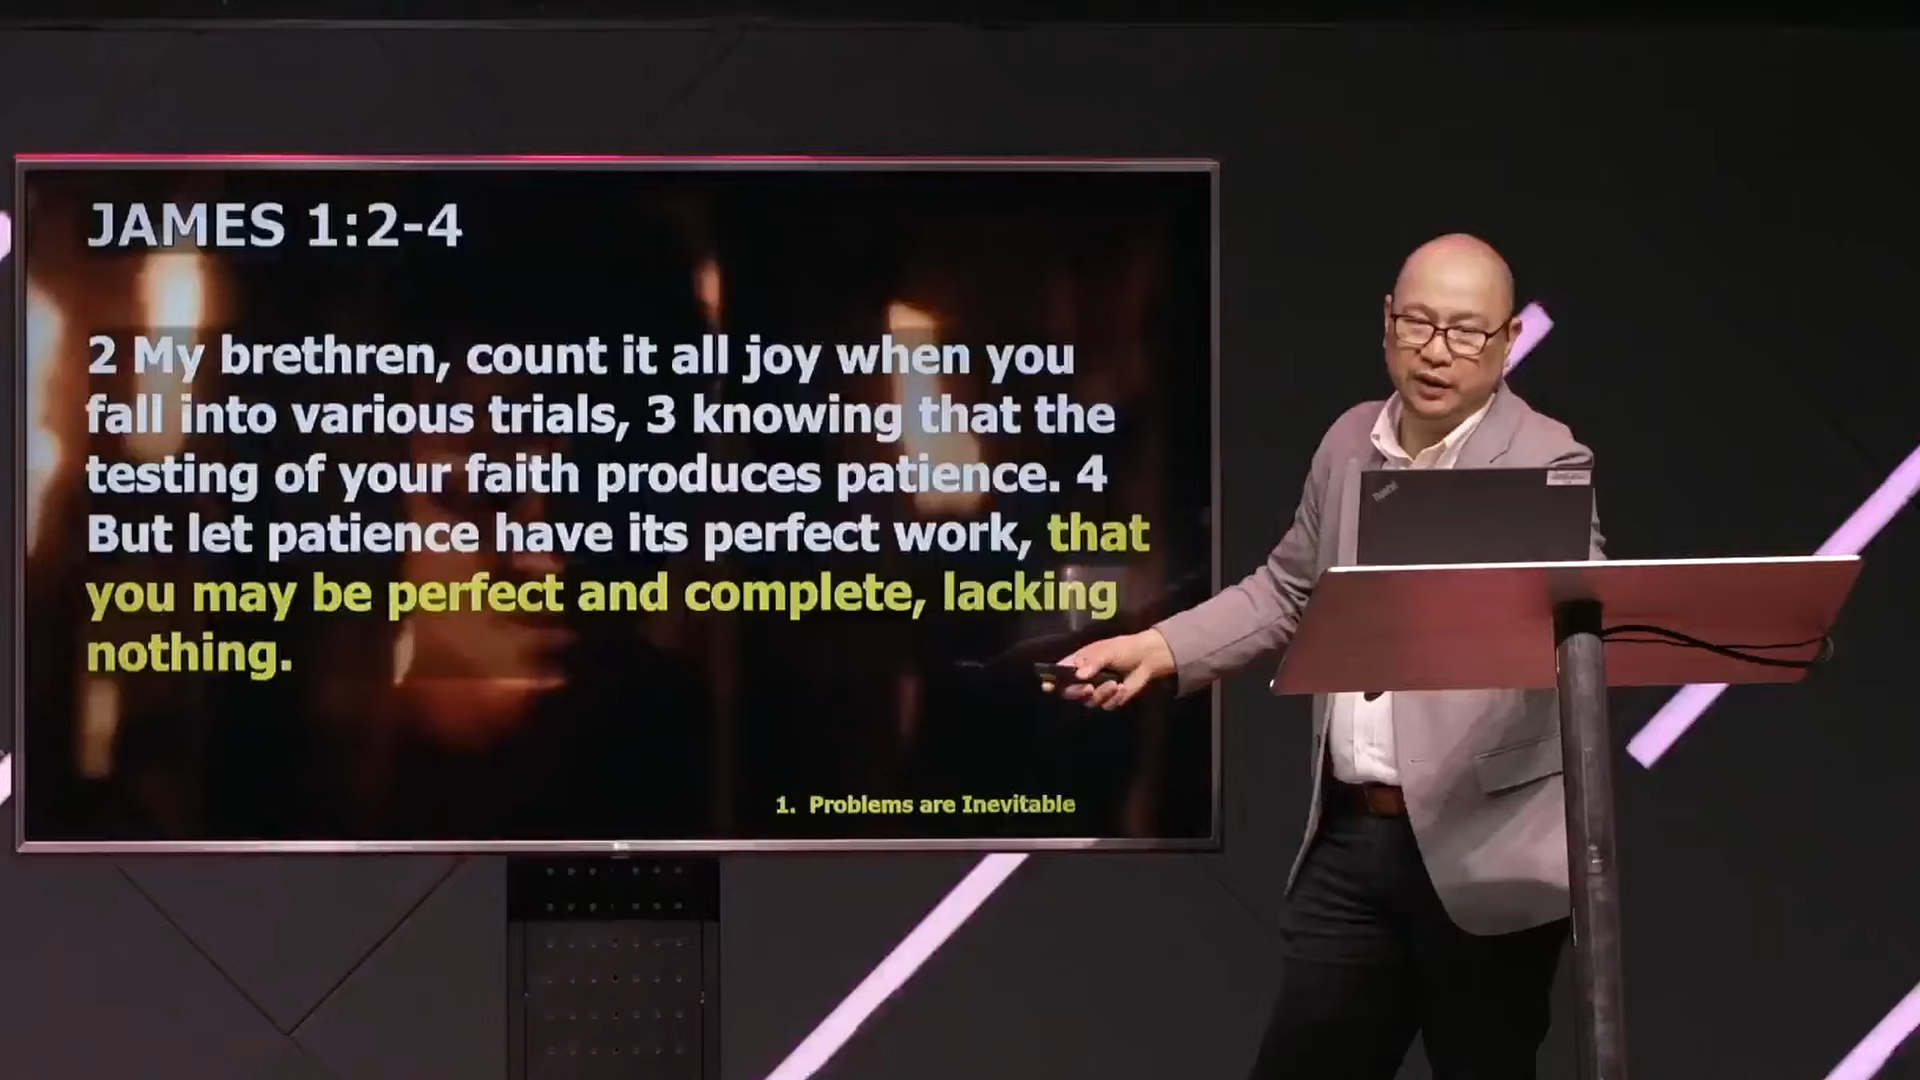 JAMES 1:2-4
2 My brethren, count it all joy when you
fall into various trials, 3 knowing that the
testing of your faith produces patience. 4
But let patience have its perfect work, that
you may be perfect and complete, lacking
nothing.
1. Problems are Inevitable
ThinkPad